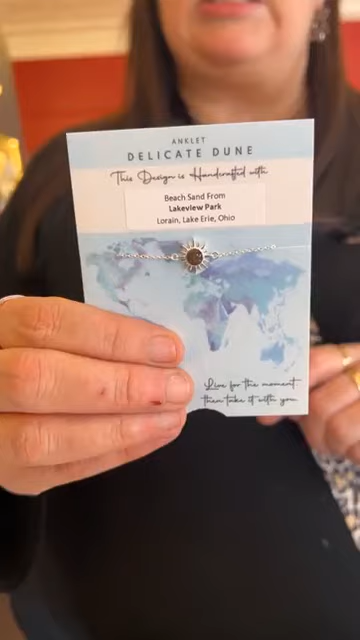 ANKLET
DELICATE DUNE
This Design is Handcrafted with
Beach Sand From
Lakeview Park
Lorain, Lake Erie, Ohio
Live for the moment
then take it with you